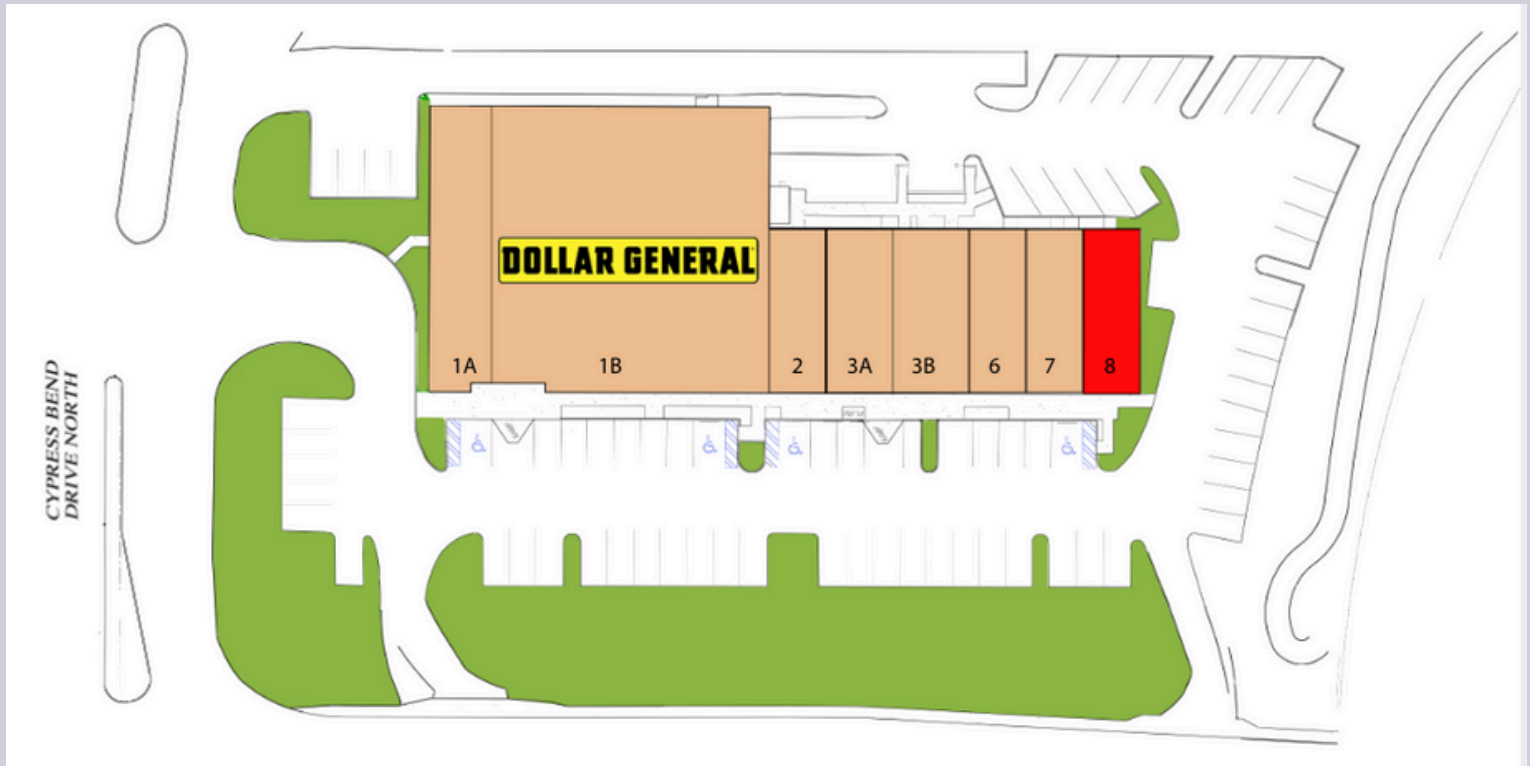 DOLLAR GENERAL
1A
1B
2
3A
3B
6
7
8
CYPRESS BEND
DRIVE NORTH